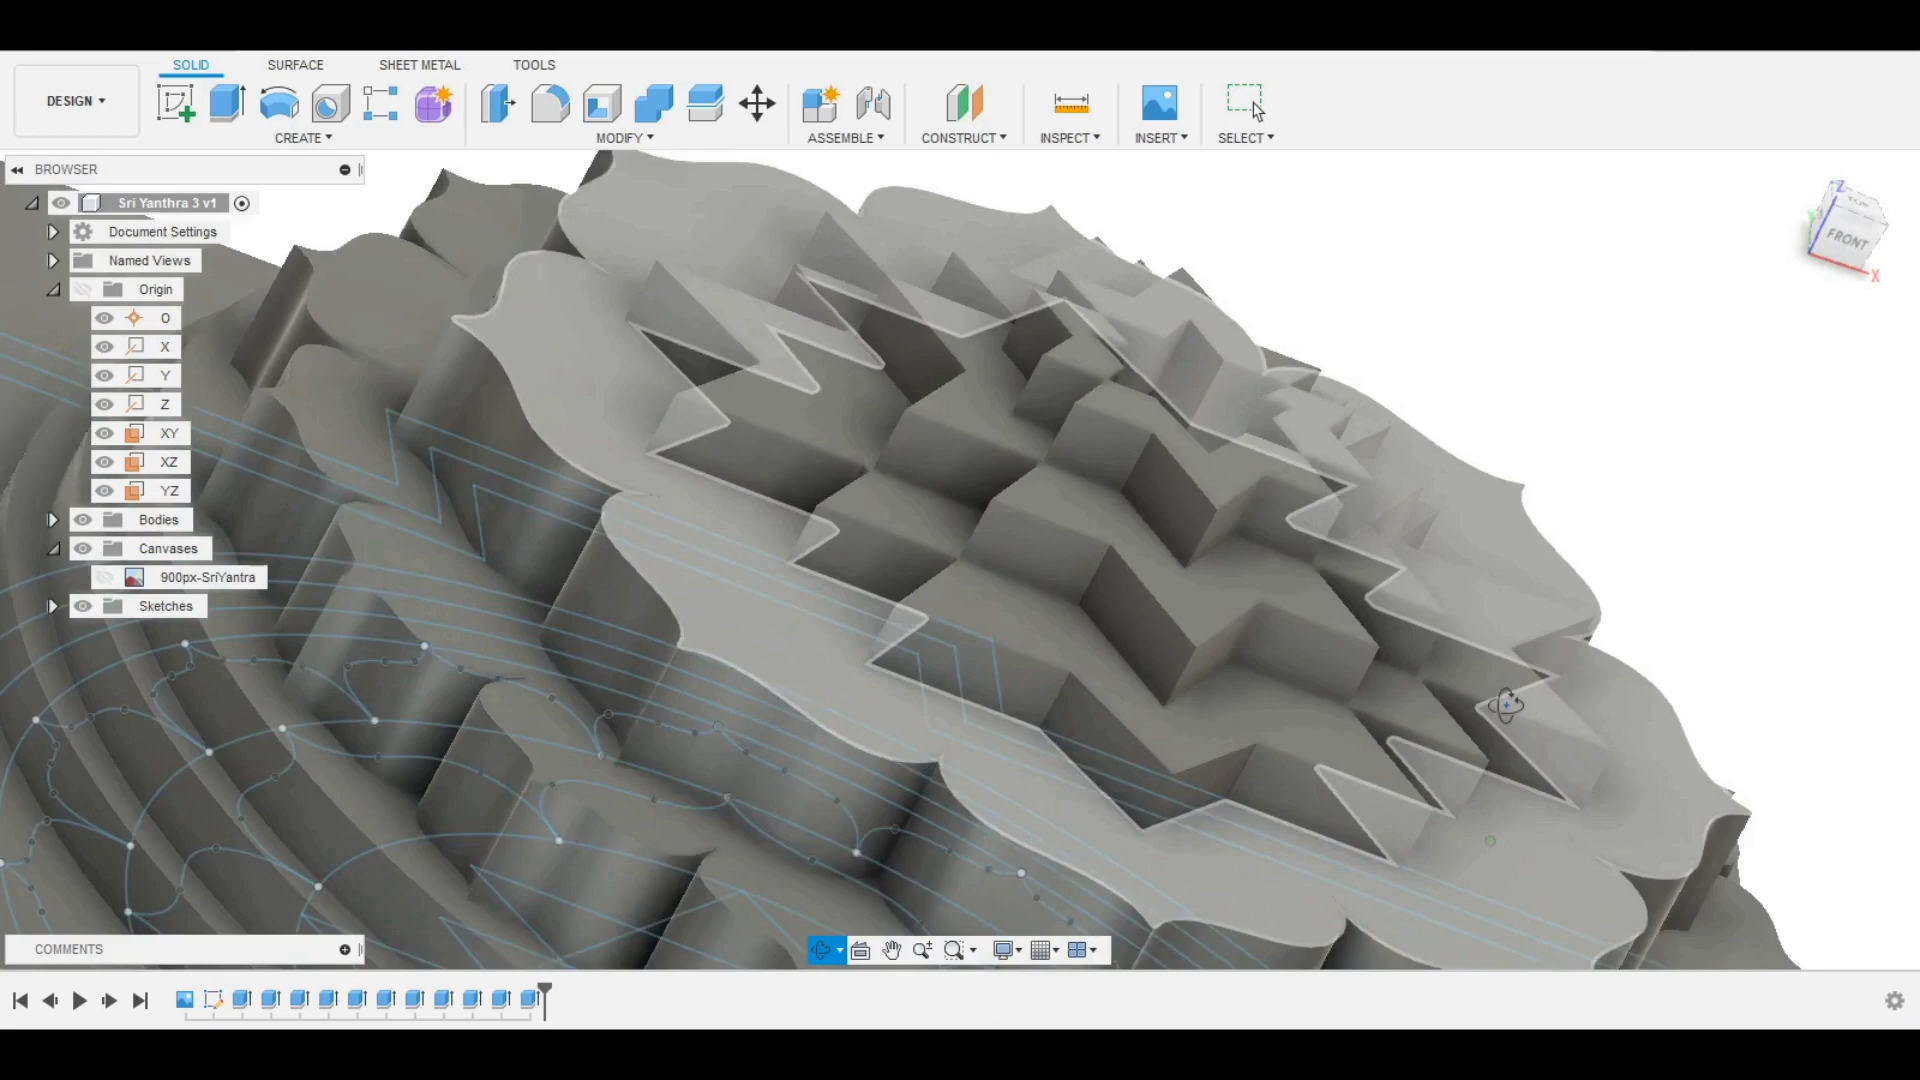 SOLID SURFACE SHEET METAL TOOLS
DESIGN
CREATE MODIFY ASSEMBLE CONSTRUCT INSPECT INSERT SELECT
BROWSER
Sri Yanthra 3 v1
Document Settings
Named Views
Origin
O
X
Y
Z
XY
XZ
YZ
Bodies
Canvases
900px-SriYantra
Sketches
Z
TOP
FRONT
X
COMMENTS